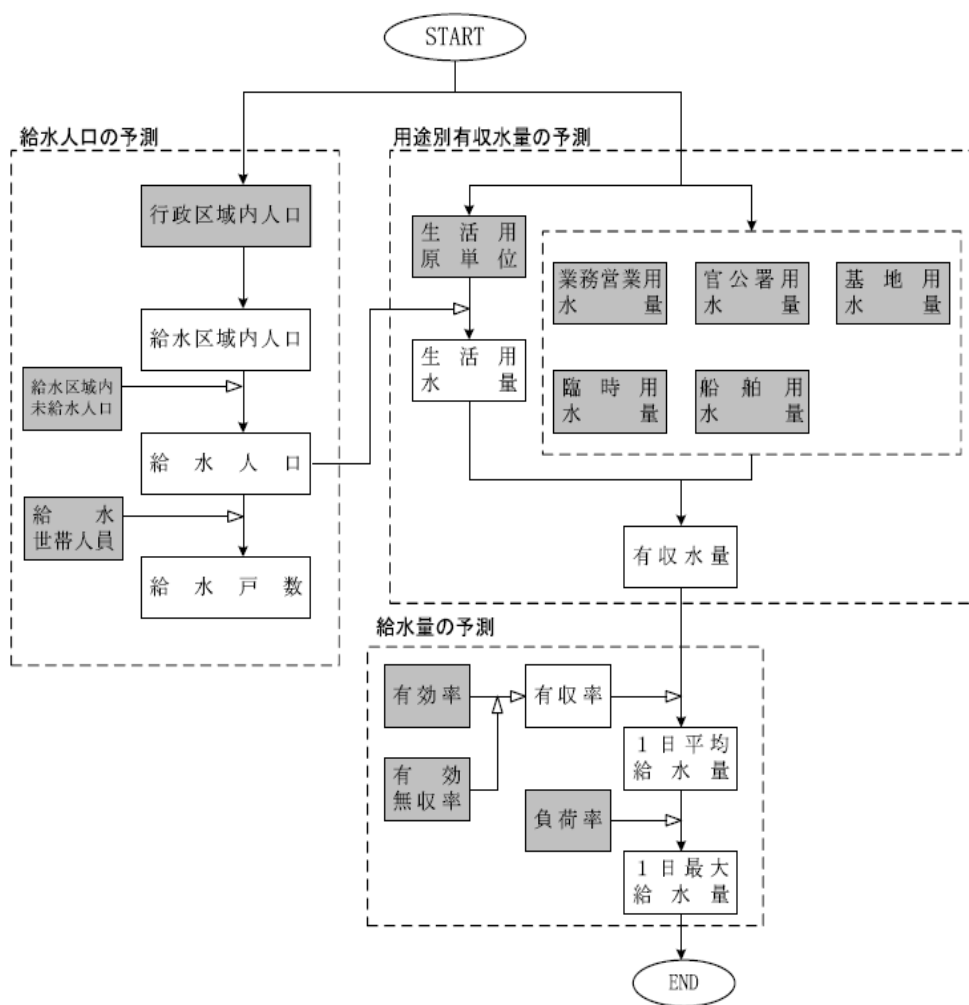 START
給水人口の予測
行政区域内人口
給水区域内人口
給水区域内
未給水人口
給水人口
給水
世帯人員
給水戸数
用途別有収水量の予測
生活用
原単位
生活用
水量
業務営業用
水量
官公署用
水量
基地用
水量
臨時用
水量
船舶用
水量
有収水量
給水量の予測
有効率
有収率
有効
無収率
1日平均
給水量
負荷率
1日最大
給水量
END